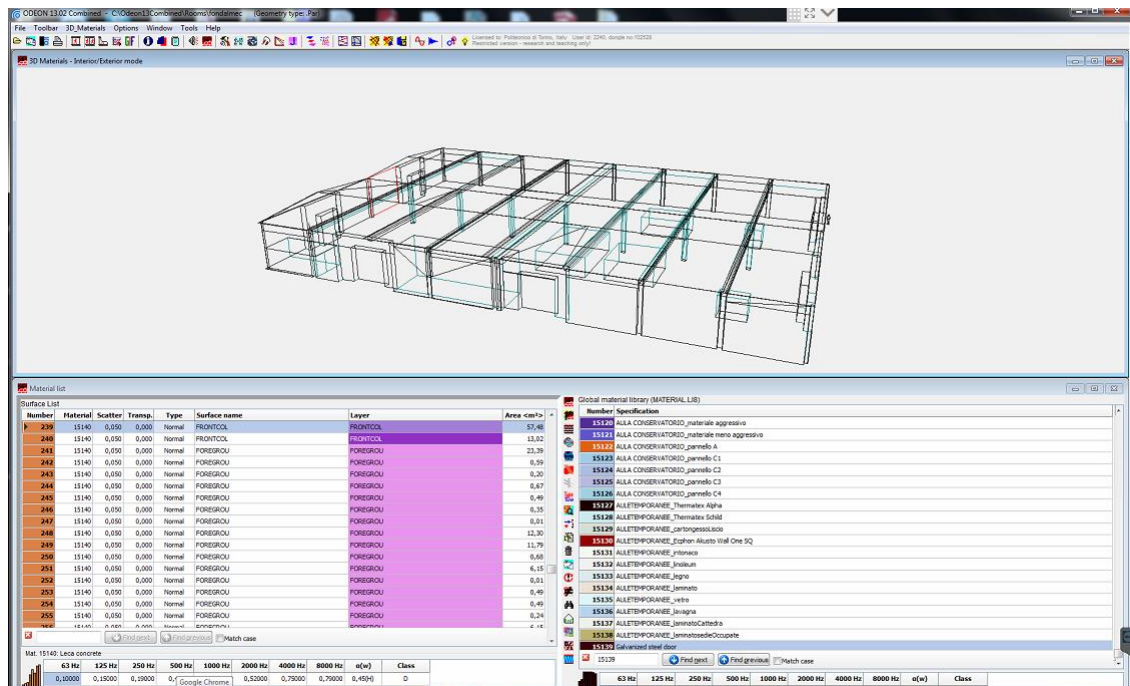 ODEON 13.02 Combined - C:\Odeon13Combined\Rooms\fondalmec (Geometry type: .Par)
File Toolbar 3D_Materials Options Window Tools Help
Licensed to: Politecnico di Torino, Italy User id: 2240, dongle no:102528
Restricted version - research and teaching only!
3D Materials - Interior/Exterior mode
Material list
Surface List
Number Material Scatter Transp. Type Surface name Layer Area <m²>
239 15140 0,050 0,000 Normal FRONTCOL FRONTCOL 57,48
240 15140 0,050 0,000 Normal FRONTCOL FRONTCOL 13,02
241 15140 0,050 0,000 Normal FOREGROU FOREGROU 23,39
242 15140 0,050 0,000 Normal FOREGROU FOREGROU 0,59
243 15140 0,050 0,000 Normal FOREGROU FOREGROU 0,20
244 15140 0,050 0,000 Normal FOREGROU FOREGROU 0,67
245 15140 0,050 0,000 Normal FOREGROU FOREGROU 0,49
246 15140 0,050 0,000 Normal FOREGROU FOREGROU 0,35
247 15140 0,050 0,000 Normal FOREGROU FOREGROU 0,01
248 15140 0,050 0,000 Normal FOREGROU FOREGROU 12,30
249 15140 0,050 0,000 Normal FOREGROU FOREGROU 11,79
250 15140 0,050 0,000 Normal FOREGROU FOREGROU 0,68
251 15140 0,050 0,000 Normal FOREGROU FOREGROU 6,15
252 15140 0,050 0,000 Normal FOREGROU FOREGROU 0,01
253 15140 0,050 0,000 Normal FOREGROU FOREGROU 0,49
254 15140 0,050 0,000 Normal FOREGROU FOREGROU 0,49
255 15140 0,050 0,000 Normal FOREGROU FOREGROU 0,24
Find next Find previous Match case
Mat. 15140: Leca concrete
63 Hz 125 Hz 250 Hz 500 Hz 1000 Hz 2000 Hz 4000 Hz 8000 Hz α(w) Class
0,10000 0,15000 0,19000 0,52000 0,75000 0,79000 0,45(H) D
Google Chrome
Global material library (MATERIAL.LI8)
Number Specification
15120 AULA CONSERVATORIO_materiale aggressivo
15121 AULA CONSERVATORIO_materiale meno aggressivo
15122 AULA CONSERVATORIO_pannello A
15123 AULA CONSERVATORIO_pannello C1
15124 AULA CONSERVATORIO_pannello C2
15125 AULA CONSERVATORIO_pannello C3
15126 AULA CONSERVATORIO_pannello C4
15127 AULETEMPORANEE_Thermatex Alpha
15128 AULETEMPORANEE_Thermatex Schild
15129 AULETEMPORANEE_cartongessoLiscio
15130 AULETEMPORANEE_Ecphon Akusto Wall One SQ
15131 AULETEMPORANEE_intonaco
15132 AULETEMPORANEE_linoleum
15133 AULETEMPORANEE_legno
15134 AULETEMPORANEE_laminato
15135 AULETEMPORANEE_vetro
15136 AULETEMPORANEE_lavagna
15137 AULETEMPORANEE_laminatoCattedra
15138 AULETEMPORANEE_laminatosedieOccupate
15139 Galvanized steel door
15139 Find next Find previous Match case
63 Hz 125 Hz 250 Hz 500 Hz 1000 Hz 2000 Hz 4000 Hz 8000 Hz α(w) Class